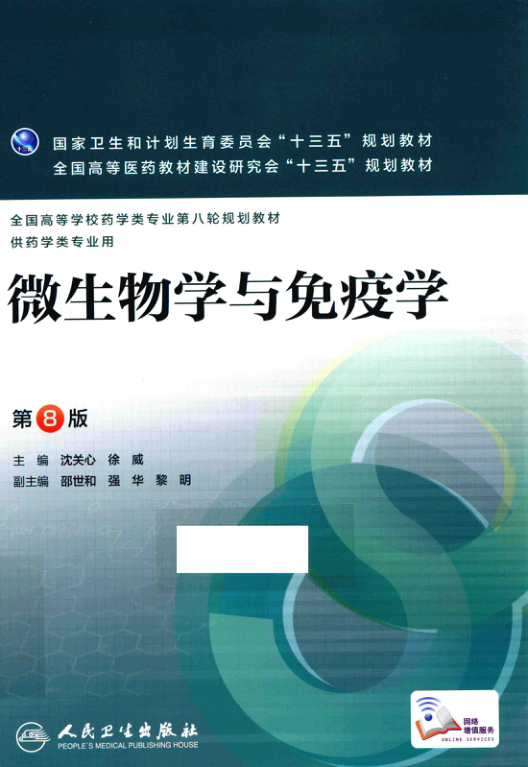 国家卫生和计划生育委员会“十三五”规划教材
全国高等医药教材建设研究会“十三五”规划教材
全国高等学校药学类专业第八轮规划教材
供药学类专业用
微生物学与免疫学
第8版
主 编 沈关心 徐 威
副主编 邵世和 强 华 黎 明
人民卫生出版社
PEOPLE'S MEDICAL PUBLISHING HOUSE
网络
增值服务
ONLINE SERVICES